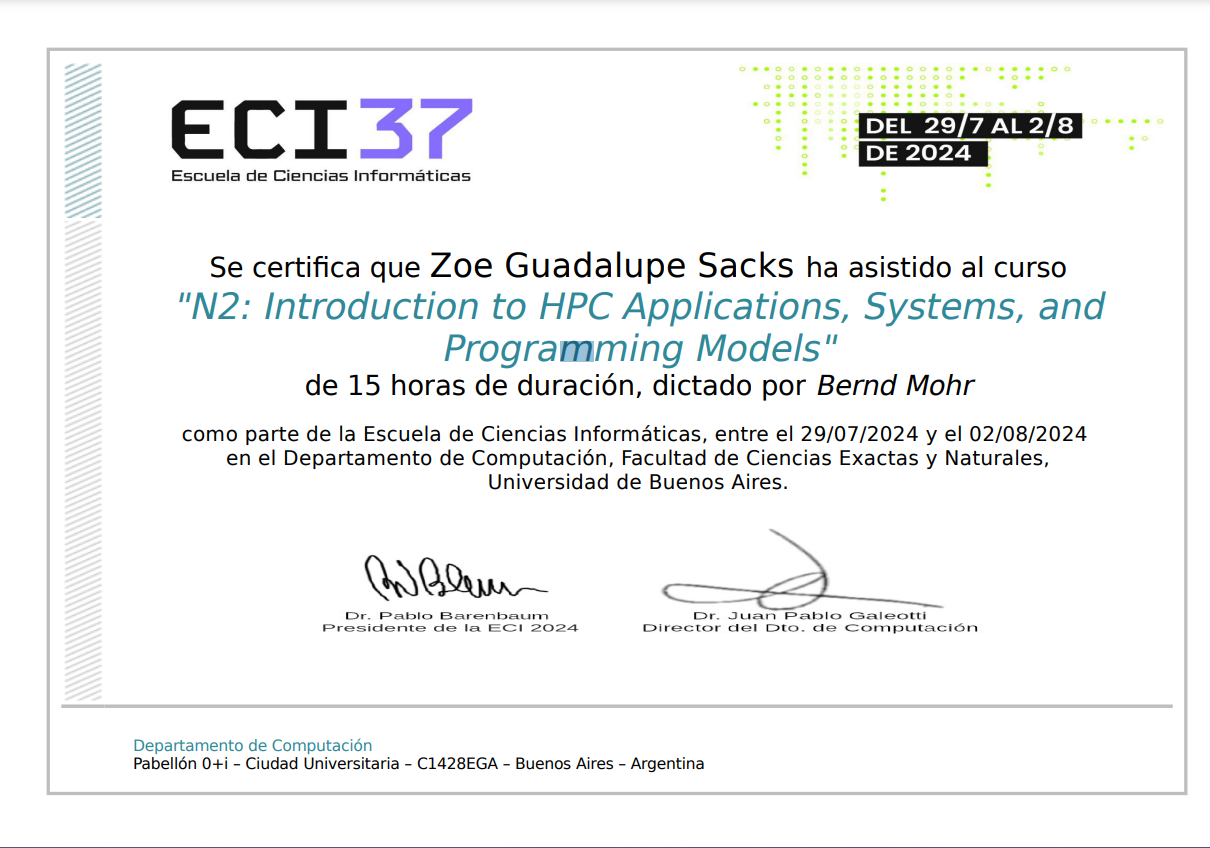 ECI37
Escuela de Ciencias Informáticas
DEL 29/7 AL 2/8
DE 2024
Se certifica que Zoe Guadalupe Sacks ha asistido al curso
"N2: Introduction to HPC Applications, Systems, and
Programming Models"
de 15 horas de duración, dictado por Bernd Mohr
como parte de la Escuela de Ciencias Informáticas, entre el 29/07/2024 y el 02/08/2024
en el Departamento de Computación, Facultad de Ciencias Exactas y Naturales,
Universidad de Buenos Aires.
Dr. Pablo Barenbaum
Presidente de la ECI 2024
Dr. Juan Pablo Galeotti
Director del Dto. de Computación
Departamento de Computación
Pabellón 0+i – Ciudad Universitaria – C1428EGA – Buenos Aires – Argentina